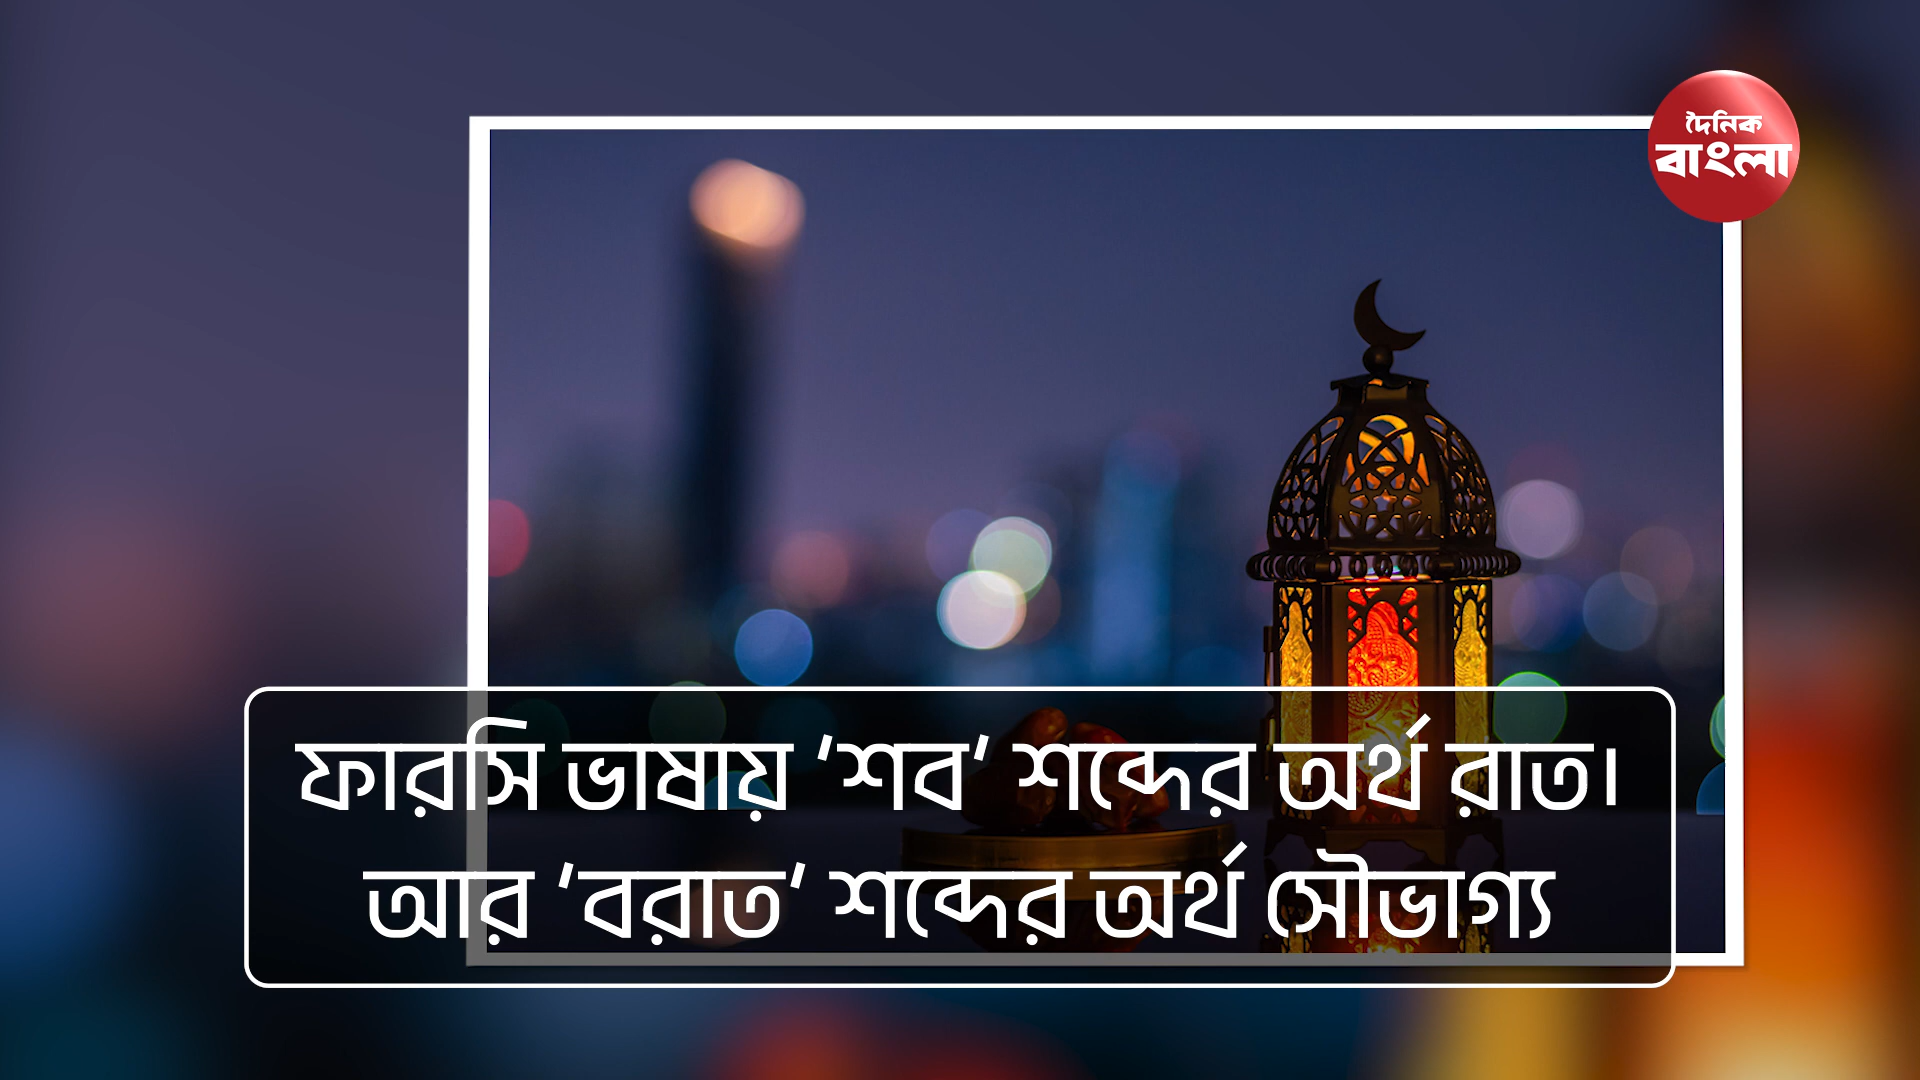 দৈনিক
বাংলা
ফারসি ভাষায় ‘শব’ শব্দের অর্থ রাত।
আর ‘বরাত’ শব্দের অর্থ সৌভাগ্য